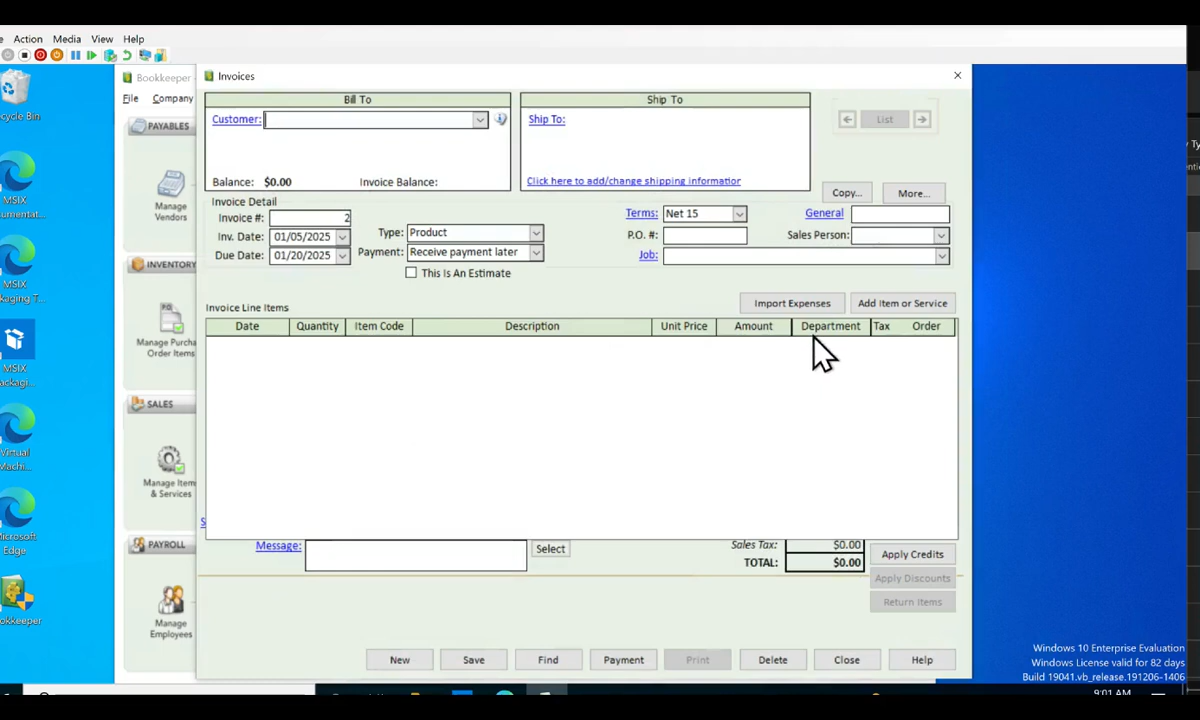 Action Media View Help
Invoices
Bookkeeper
File Company
Bill To
Ship To
Customer:
Ship To:
List
Balance: $0.00 Invoice Balance:
Click here to add/change shipping information
Copy... More...
Invoice Detail
Invoice #: 2
Terms: Net 15
General
Inv. Date: 01/05/2025
Type: Product
P.O. #:
Sales Person:
Due Date: 01/20/2025
Payment: Receive payment later
Job:
This Is An Estimate
Import Expenses Add Item or Service
Invoice Line Items
Date Quantity Item Code Description Unit Price Amount Department Tax Order
Message:
Select
Sales Tax: $0.00
TOTAL: $0.00
Apply Credits
Apply Discounts
Return Items
New Save Find Payment Print Delete Close Help
PAYABLES
Manage
Vendors
INVENTORY
Manage Purcha
Order Items
SALES
Manage Item
& Services
PAYROLL
Manage
Employees
ecycle Bin
MSIX
cumentat...
MSIX
ckaging T...
MSIX
ackagi...
Virtual
Machi...
Microsoft
Edge
ookkeeper
Windows 10 Enterprise Evaluation
Windows License valid for 82 days
Build 19041.vb_release.191206-1406
9:01 AM